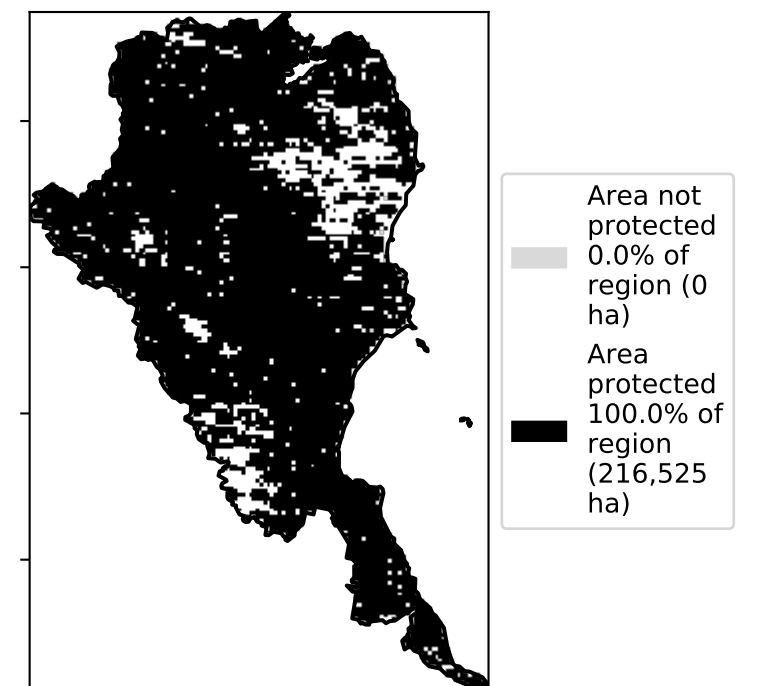 Area not
protected
0.0% of
region (0
ha)
Area
protected
100.0% of
region
(216,525
ha)